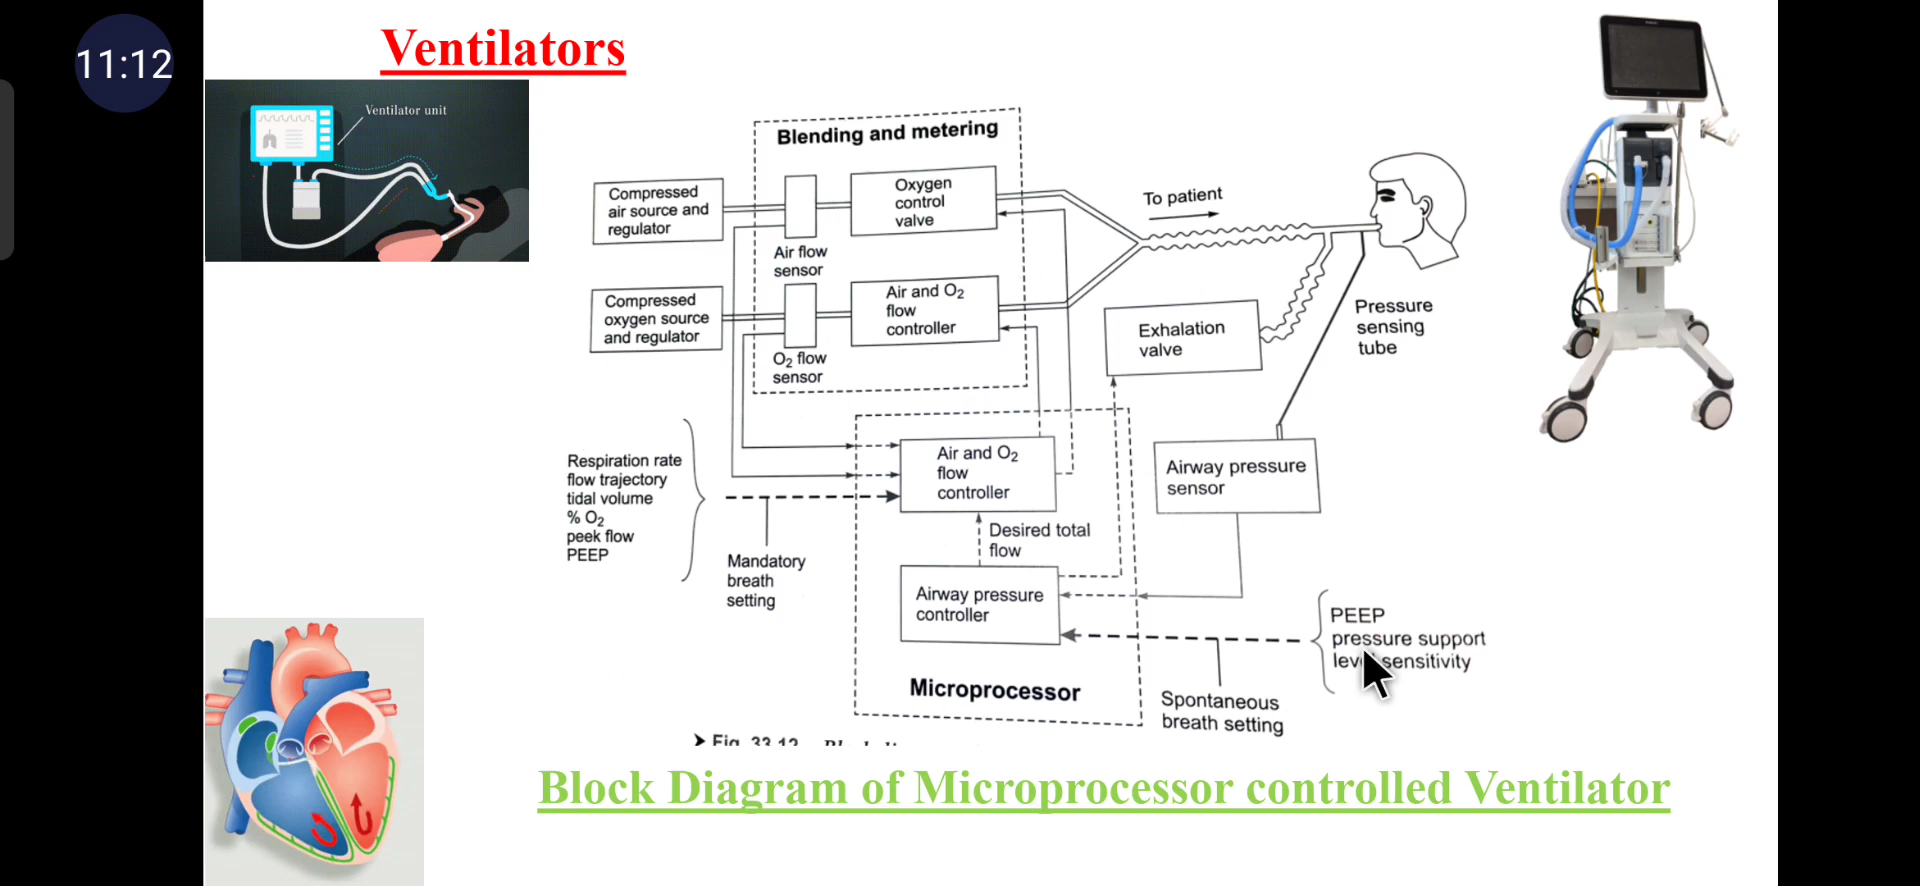 11:12
Ventilators
Ventilator unit
Blending and metering
Compressed
air source and
regulator
Air flow
sensor
Oxygen
control
valve
To patient
Compressed
oxygen source
and regulator
O₂ flow
sensor
Air and O₂
flow
controller
Exhalation
valve
Pressure
sensing
tube
Respiration rate
flow trajectory
tidal volume
% O₂
peek flow
PEEP
Mandatory
breath
setting
Air and O₂
flow
controller
Desired total
flow
Airway pressure
sensor
Airway pressure
controller
Microprocessor
PEEP
pressure support
sensitivity
Spontaneous
breath setting
Fig. 33.12
Block Diagram of Microprocessor controlled Ventilator